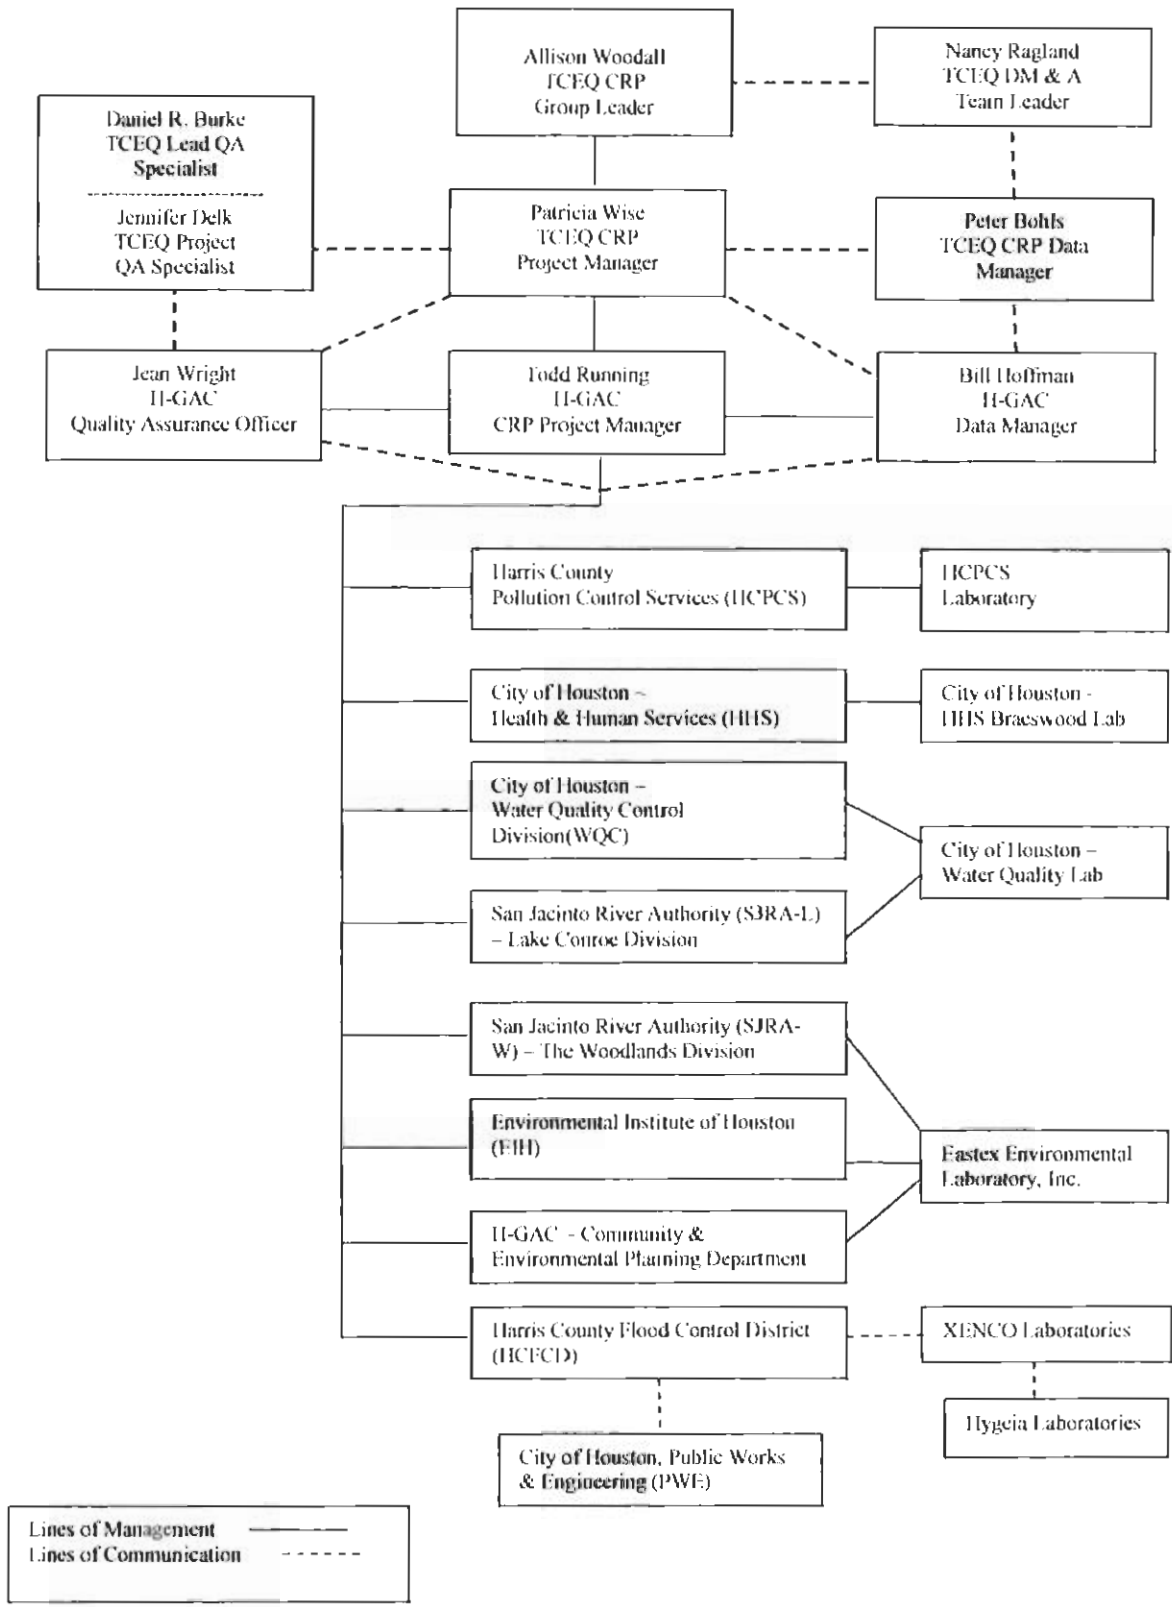 Allison Woodall
TCEQ CRP
Group Leader
Nancy Ragland
TCEQ DM & A
Team Leader
Daniel R. Burke
TCEQ Lead QA
Specialist
Jennifer Delk
TCEQ Project
QA Specialist
Patricia Wise
TCEQ CRP
Project Manager
Peter Bohls
TCEQ CRP Data
Manager
Jean Wright
H-GAC
Quality Assurance Officer
Todd Running
H-GAC
CRP Project Manager
Bill Hoffman
H-GAC
Data Manager
Harris County
Pollution Control Services (HCPCS)
HCPCS
Laboratory
City of Houston –
Health & Human Services (HHS)
City of Houston -
HHS Braeswood Lab
City of Houston –
Water Quality Control
Division(WQC)
City of Houston –
Water Quality Lab
San Jacinto River Authority (SJRA-L)
– Lake Conroe Division
San Jacinto River Authority (SJRA-
W) – The Woodlands Division
Environmental Institute of Houston
(EIH)
Eastex Environmental
Laboratory, Inc.
H-GAC - Community &
Environmental Planning Department
Harris County Flood Control District
(HCFCD)
XENCO Laboratories
Hygeia Laboratories
City of Houston, Public Works
& Engineering (PWE)
Lines of Management
Lines of Communication